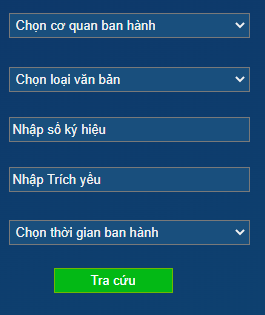 Chọn cơ quan ban hành
Chọn loại văn bản
Nhập số ký hiệu
Nhập Trích yếu
Chọn thời gian ban hành
Tra cứu